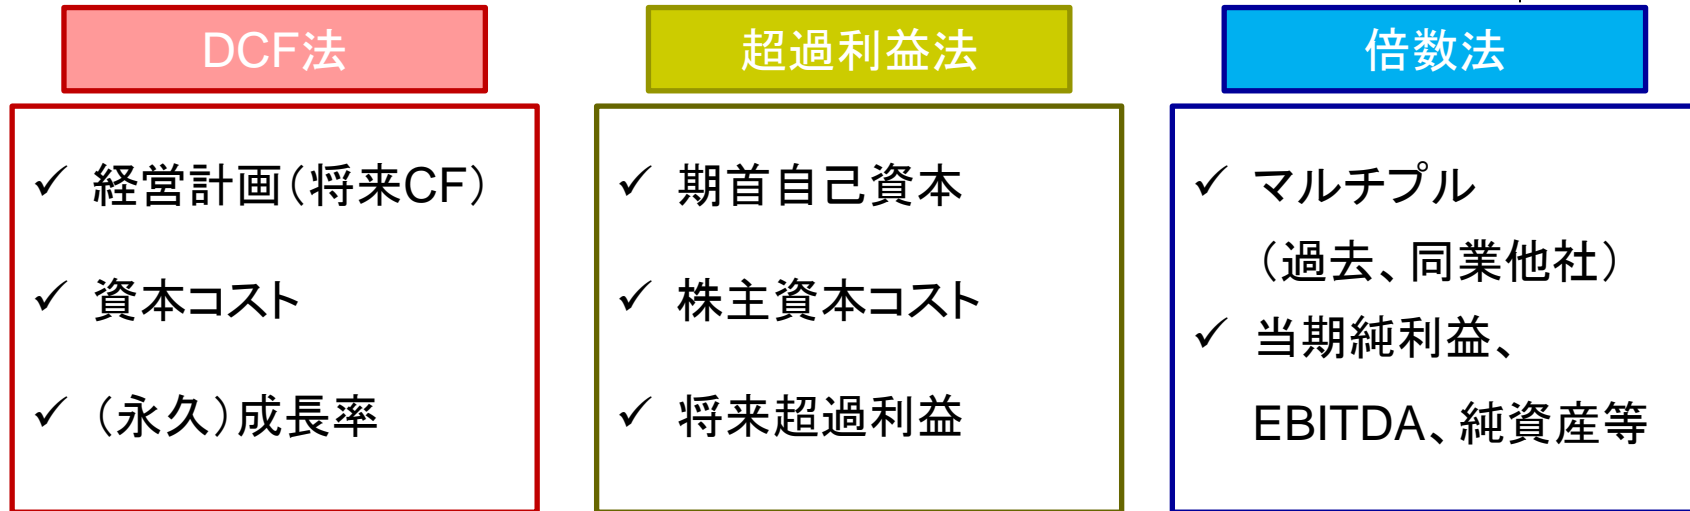 DCF法
✓ 経営計画（将来CF）
✓ 資本コスト
✓ （永久）成長率
超過利益法
✓ 期首自己資本
✓ 株主資本コスト
✓ 将来超過利益
倍数法
✓ マルチプル
（過去、同業他社）
✓ 当期純利益、
EBITDA、純資産等